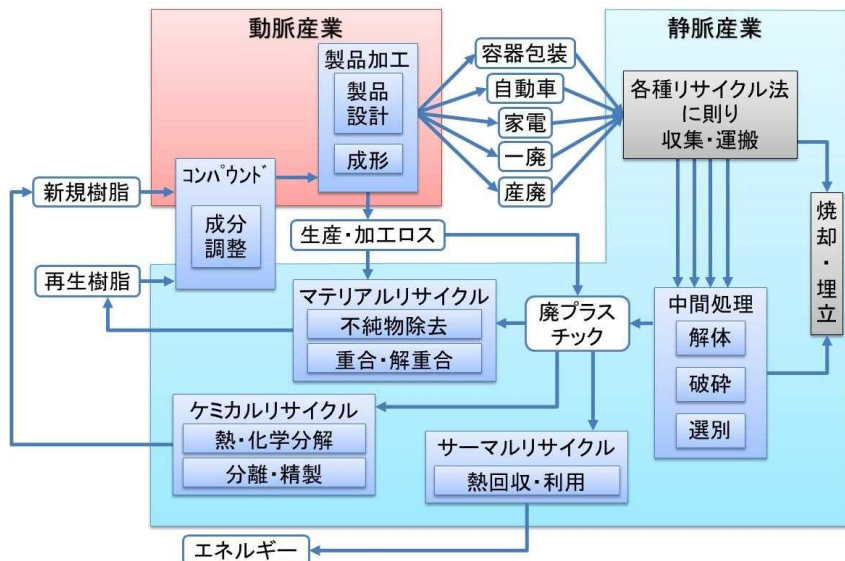 動脈産業
静脈産業
製品加工
製品
設計
成形
容器包装
自動車
家電
一廃
産廃
各種リサイクル法
に則り
収集・運搬
コンパウンド
成分
調整
新規樹脂
再生樹脂
生産・加工ロス
焼却・埋立
マテリアルリサイクル
不純物除去
重合・解重合
廃プラス
チック
中間処理
解体
破砕
選別
ケミカルリサイクル
熱・化学分解
分離・精製
サーマルリサイクル
熱回収・利用
エネルギー